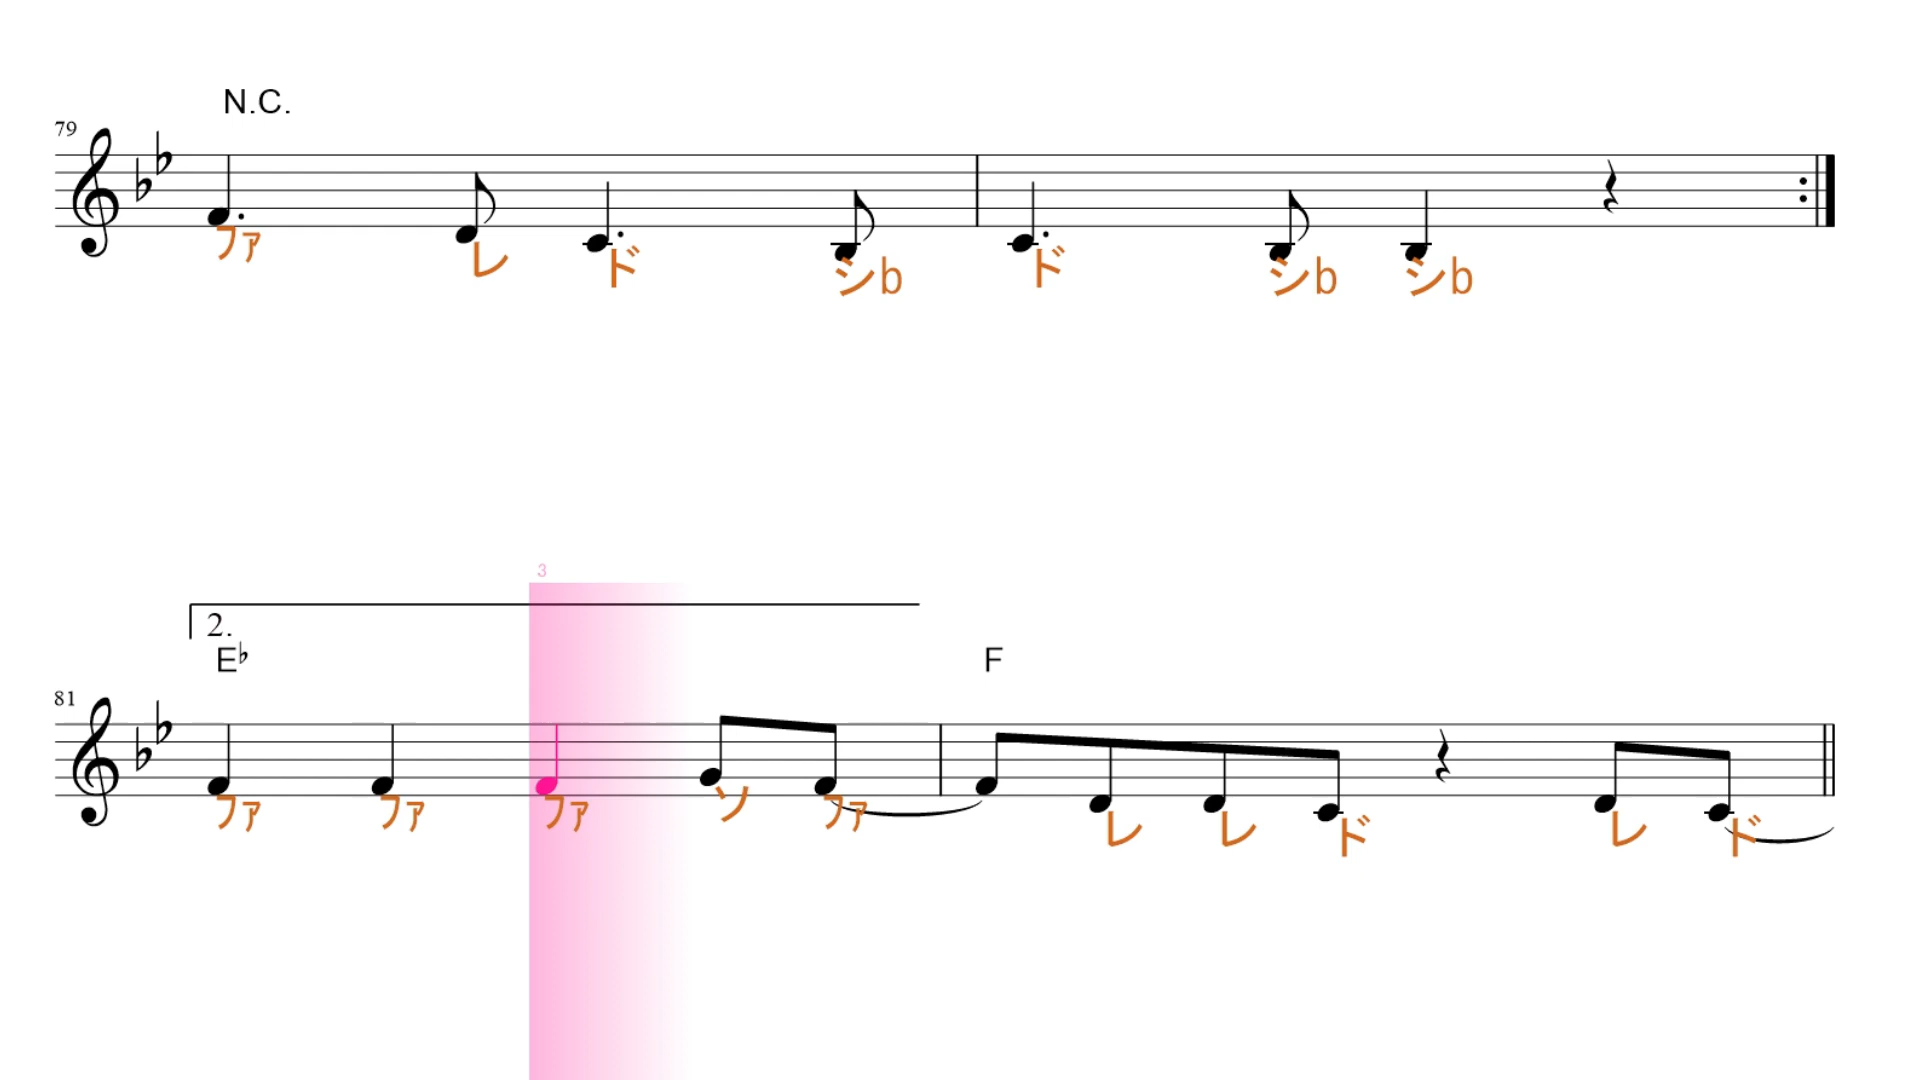 N.C.
79
ファ レ ド シb ド シb シb
3
2.
E♭ F
81
ファ ファ ファ ソ ファ レ レ ド レ ド